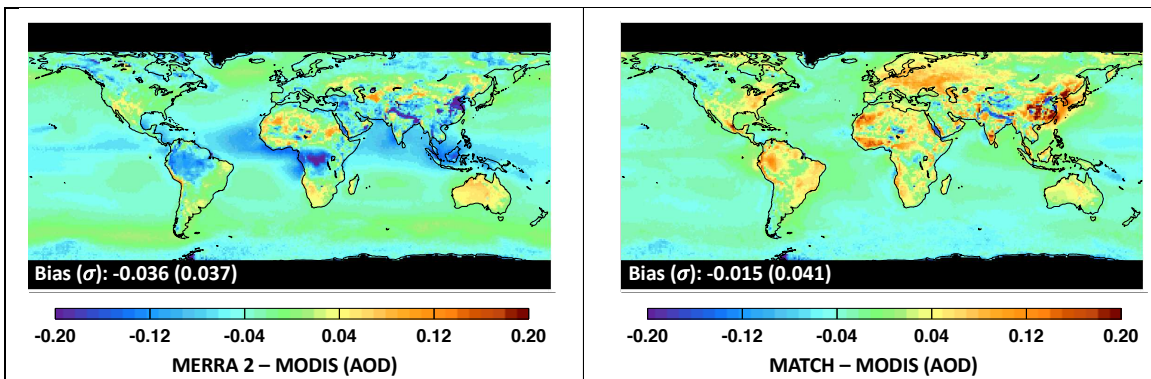 Bias (σ): -0.036 (0.037)
-0.20 -0.12 -0.04 0.04 0.12 0.20
MERRA 2 – MODIS (AOD)
Bias (σ): -0.015 (0.041)
-0.20 -0.12 -0.04 0.04 0.12 0.20
MATCH – MODIS (AOD)